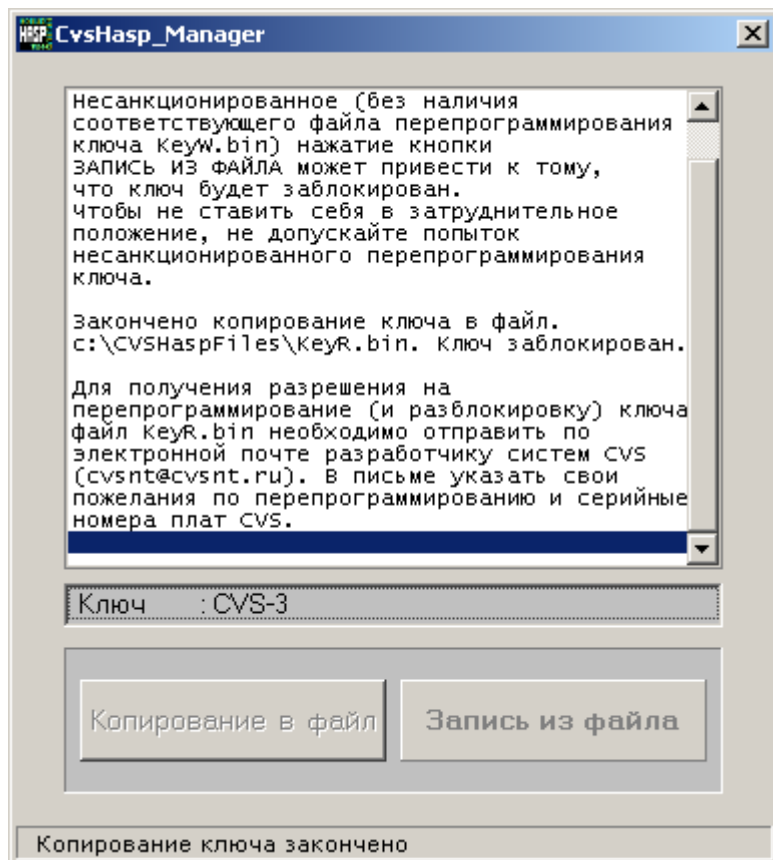 HASP CvsHasp_Manager
Несанкционированное (без наличия
соответствующего файла перепрограммирования
ключа KeyW.bin) нажатие кнопки
ЗАПИСЬ ИЗ ФАЙЛА может привести к тому,
что ключ будет заблокирован.
Чтобы не ставить себя в затруднительное
положение, не допускайте попыток
несанкционированного перепрограммирования
ключа.
Закончено копирование ключа в файл.
c:\CVSHaspFiles\KeyR.bin. Ключ заблокирован.
Для получения разрешения на
перепрограммирование (и разблокировку) ключа
файл KeyR.bin необходимо отправить по
электронной почте разработчику систем CVS
(cvsnt@cvsnt.ru). В письме указать свои
пожелания по перепрограммированию и серийные
номера плат CVS.
Ключ : CVS-3
Копирование в файл Запись из файла
Копирование ключа закончено